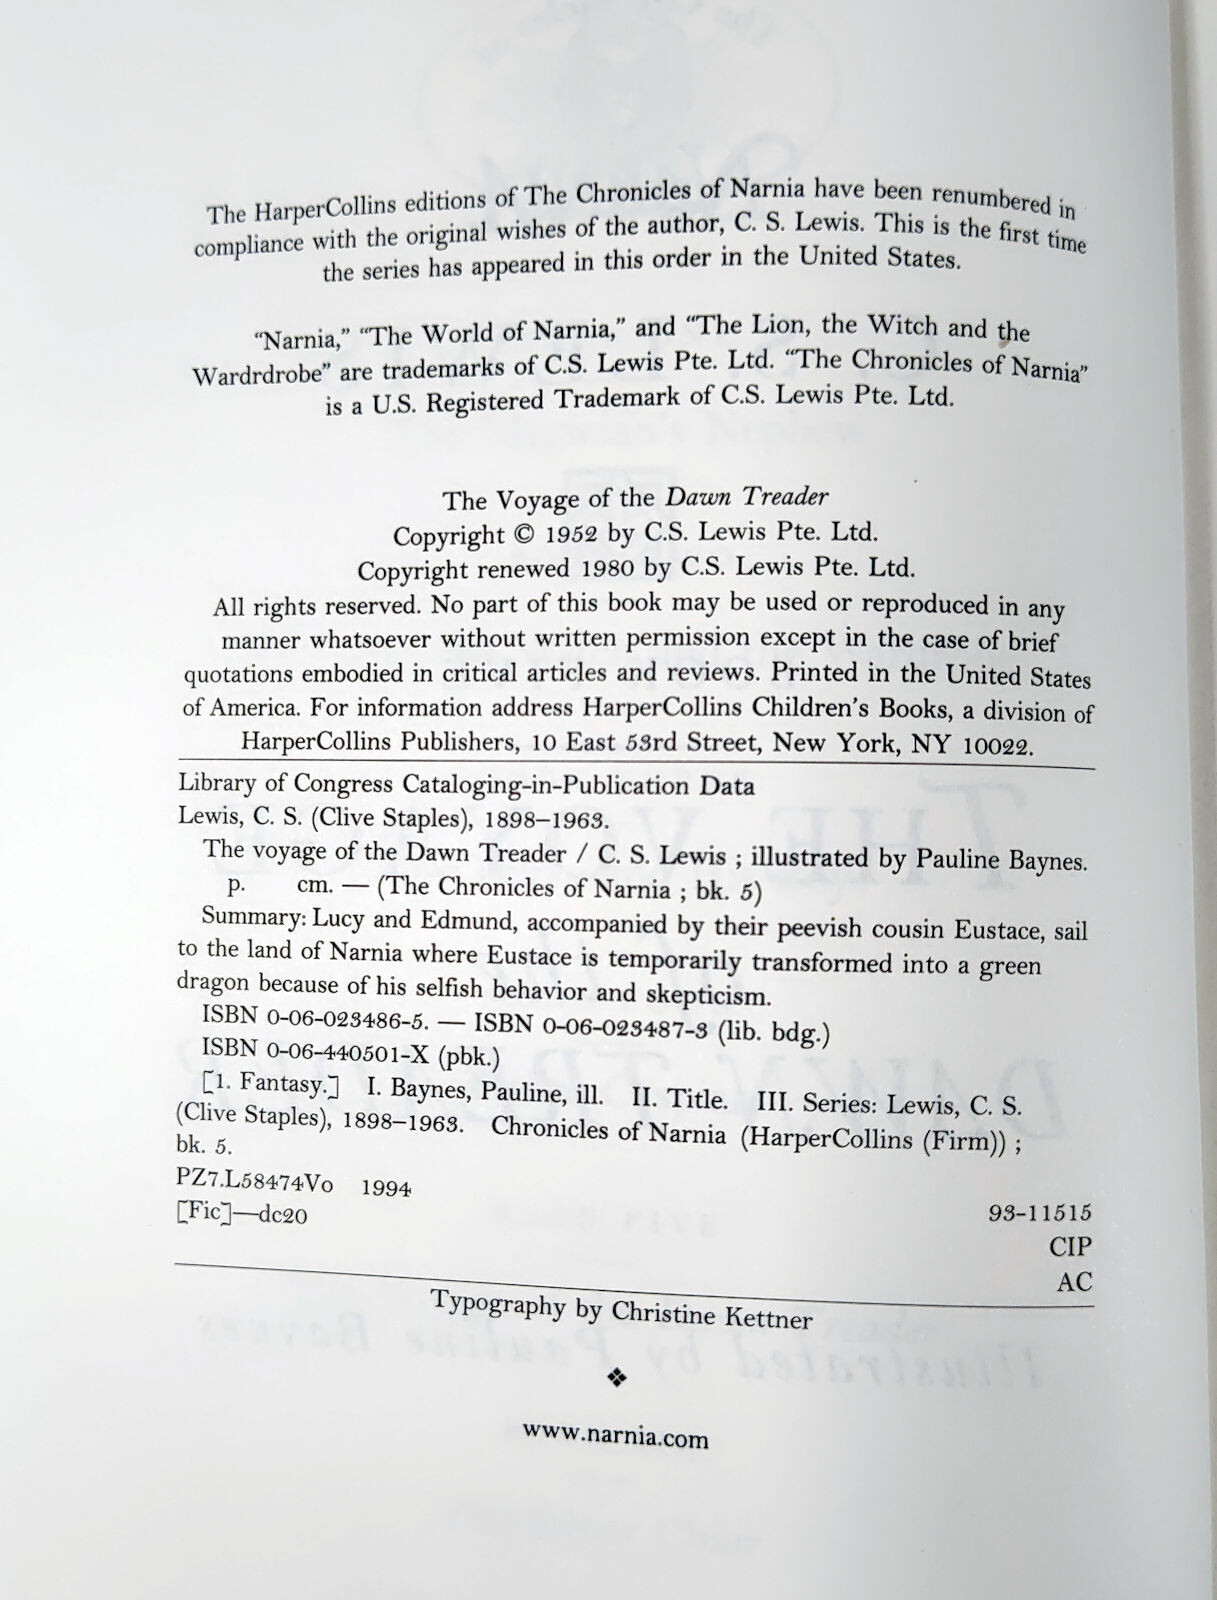 The HarperCollins editions of The Chronicles of Narnia have been renumbered in
compliance with the original wishes of the author, C. S. Lewis. This is the first time
the series has appeared in this order in the United States.
“Narnia,” “The World of Narnia,” and “The Lion, the Witch and the
Wardrdrobe” are trademarks of C.S. Lewis Pte. Ltd. “The Chronicles of Narnia”
is a U.S. Registered Trademark of C.S. Lewis Pte. Ltd.
The Voyage of the Dawn Treader
Copyright © 1952 by C.S. Lewis Pte. Ltd.
Copyright renewed 1980 by C.S. Lewis Pte. Ltd.
All rights reserved. No part of this book may be used or reproduced in any
manner whatsoever without written permission except in the case of brief
quotations embodied in critical articles and reviews. Printed in the United States
of America. For information address HarperCollins Children’s Books, a division of
HarperCollins Publishers, 10 East 53rd Street, New York, NY 10022.
Library of Congress Cataloging-in-Publication Data
Lewis, C. S. (Clive Staples), 1898–1963.
The voyage of the Dawn Treader / C. S. Lewis ; illustrated by Pauline Baynes.
p. cm. — (The Chronicles of Narnia ; bk. 5)
Summary: Lucy and Edmund, accompanied by their peevish cousin Eustace, sail
to the land of Narnia where Eustace is temporarily transformed into a green
dragon because of his selfish behavior and skepticism.
ISBN 0-06-023486-5. — ISBN 0-06-023487-3 (lib. bdg.)
ISBN 0-06-440501-X (pbk.)
[1. Fantasy.] I. Baynes, Pauline, ill. II. Title. III. Series: Lewis, C. S.
(Clive Staples), 1898–1963. Chronicles of Narnia (HarperCollins (Firm)) ;
bk. 5.
PZ7.L58474Vo 1994
[Fic]—dc20 93-11515
CIP
AC
Typography by Christine Kettner
❖
www.narnia.com